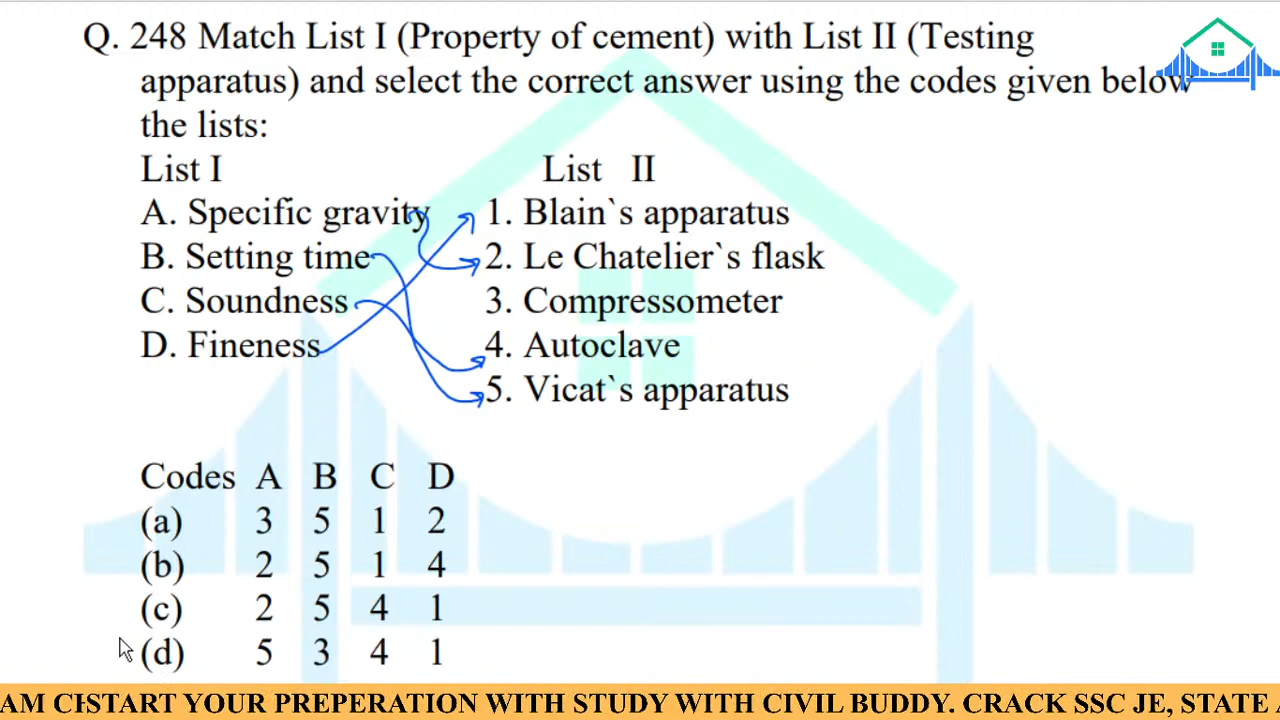 Q. 248 Match List I (Property of cement) with List II (Testing
apparatus) and select the correct answer using the codes given below
the lists:
List I List II
A. Specific gravity 1. Blain`s apparatus
B. Setting time 2. Le Chatelier`s flask
C. Soundness 3. Compressometer
D. Fineness 4. Autoclave
5. Vicat`s apparatus
Codes A B C D
(a) 3 5 1 2
(b) 2 5 1 4
(c) 2 5 4 1
(d) 5 3 4 1
AM START YOUR PREPERATION WITH STUDY WITH CIVIL BUDDY. CRACK SSC JE, STATE